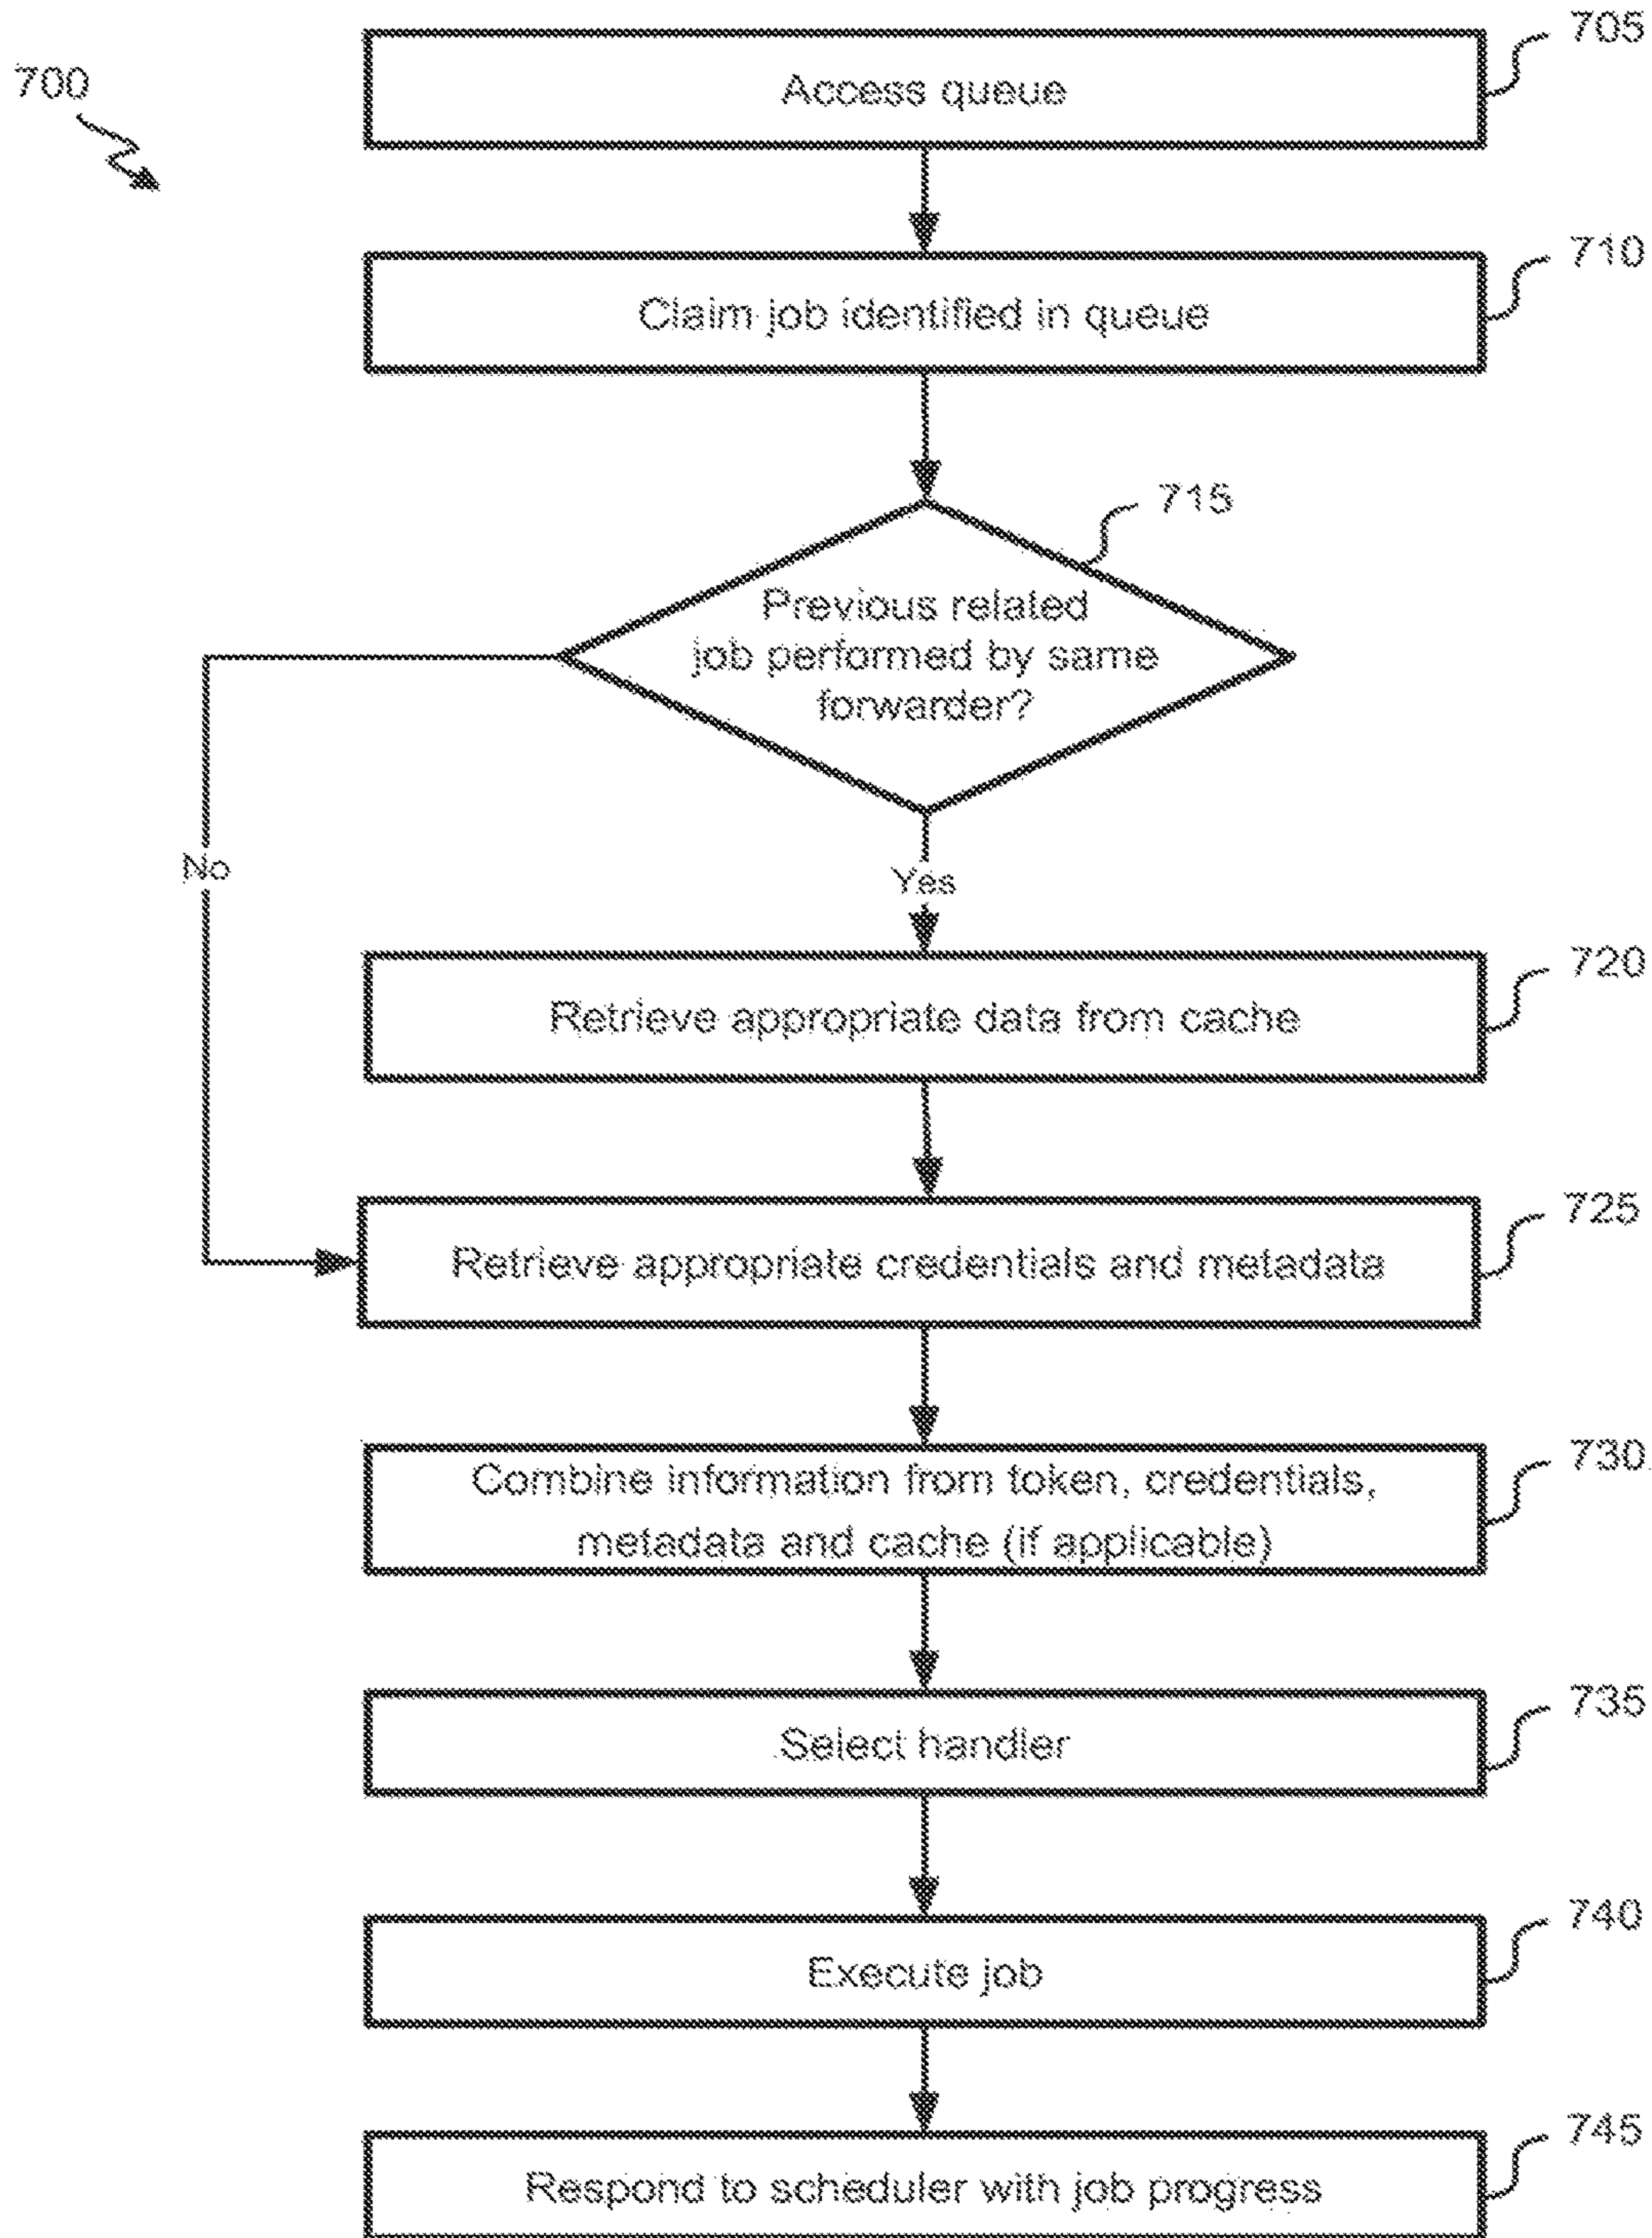 705
700
Access queue
710
Claim job identified in queue
715
Previous related
job performed by same
forwarder?
No
Yes
720
Retrieve appropriate data from cache
725
Retrieve appropriate credentials and metadata
730
Combine information from token, credentials,
metadata and cache (if applicable)
735
Select handler
740
Execute job
745
Respond to scheduler with job progress